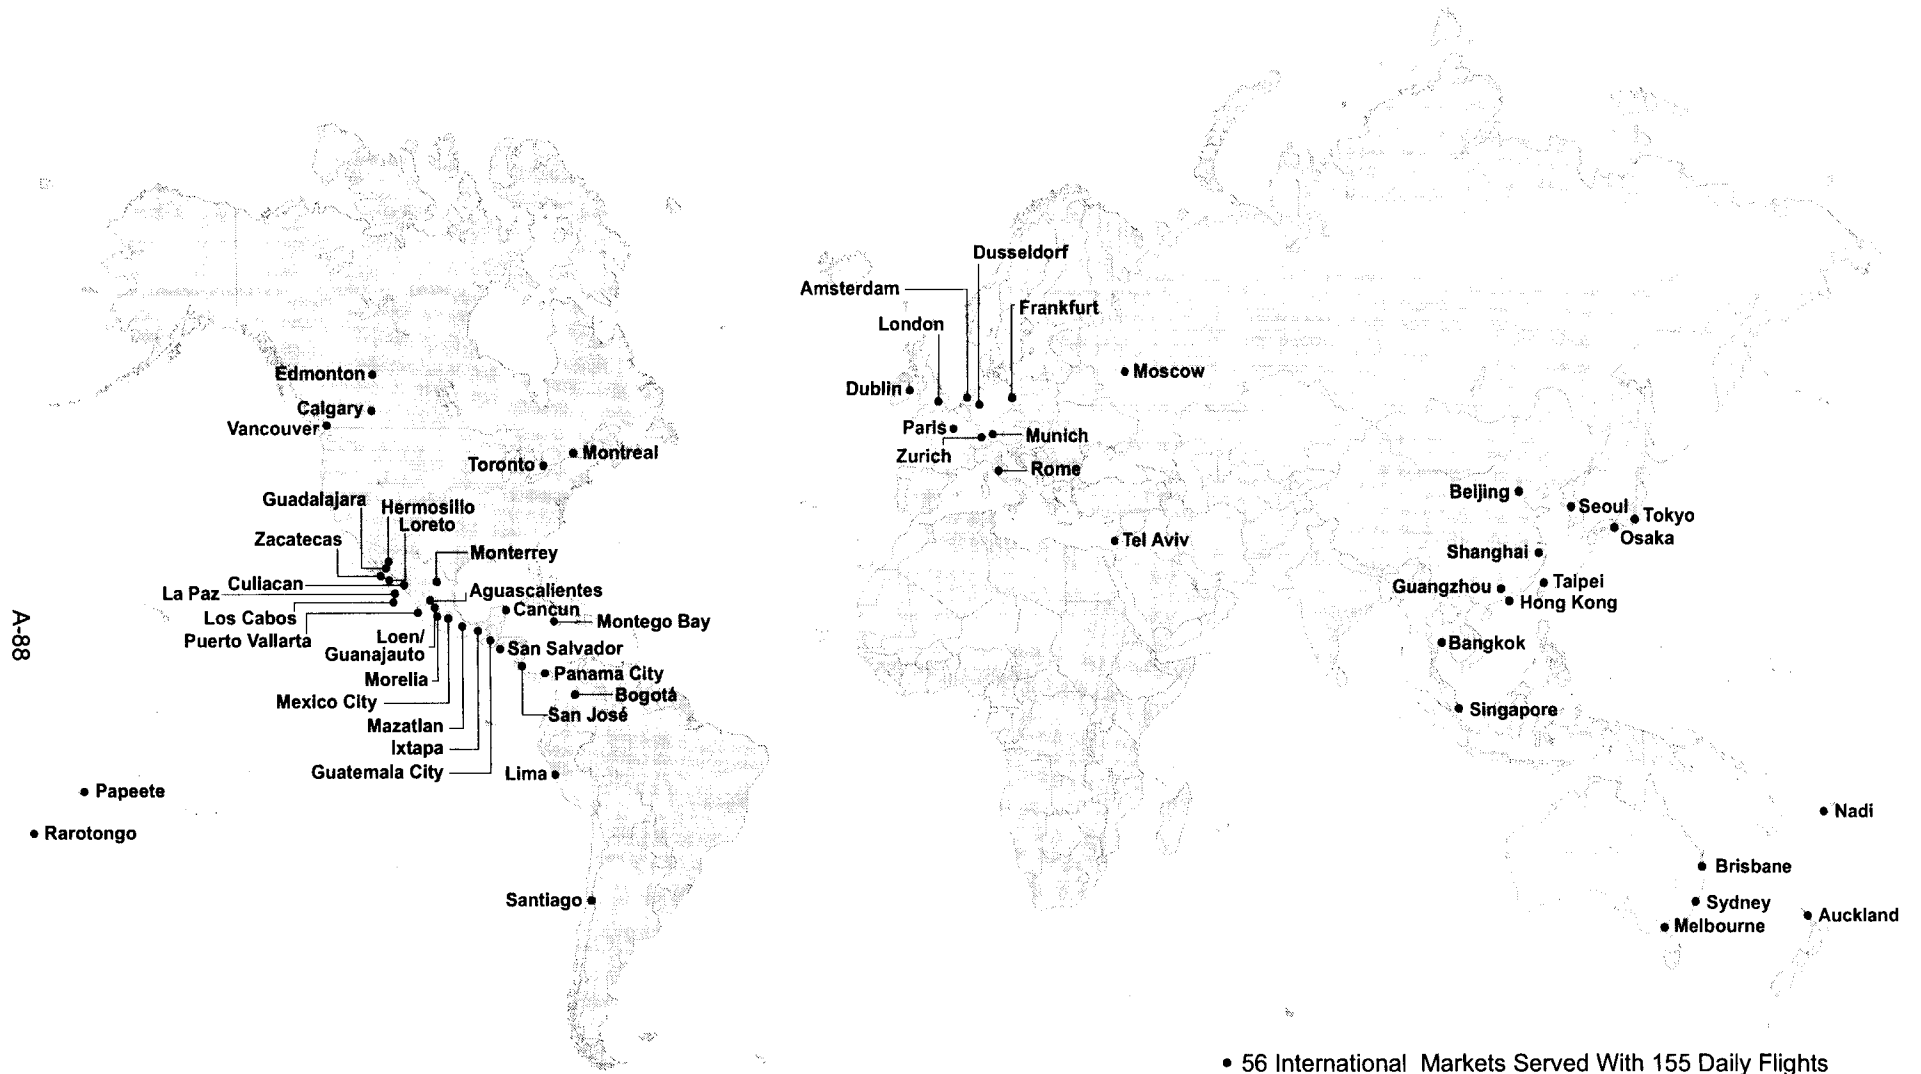 Dusseldorf
Amsterdam
Frankfurt
London
Edmonton
Moscow
Dublin
Calgary
Vancouver
Paris
Munich
Montreal
Zurich
Toronto
Rome
Guadalajara
Hermosillo
Loreto
Beijing
Seoul
Tokyo
Osaka
Zacatecas
Monterrey
Tel Aviv
Shanghai
Culiacan
La Paz
Aguascalientes
Taipei
Guangzhou
Hong Kong
Los Cabos
Cancun
Montego Bay
Puerto Vallarta
Loen/
Guanajauto
San Salvador
Bangkok
A-88
Morelia
Panama City
Mexico City
Bogotá
San José
Singapore
Mazatlan
Ixtapa
Guatemala City
Lima
Papeete
Nadi
Rarotongo
Brisbane
Santiago
Sydney
Auckland
Melbourne
• 56 International Markets Served With 155 Daily Flights